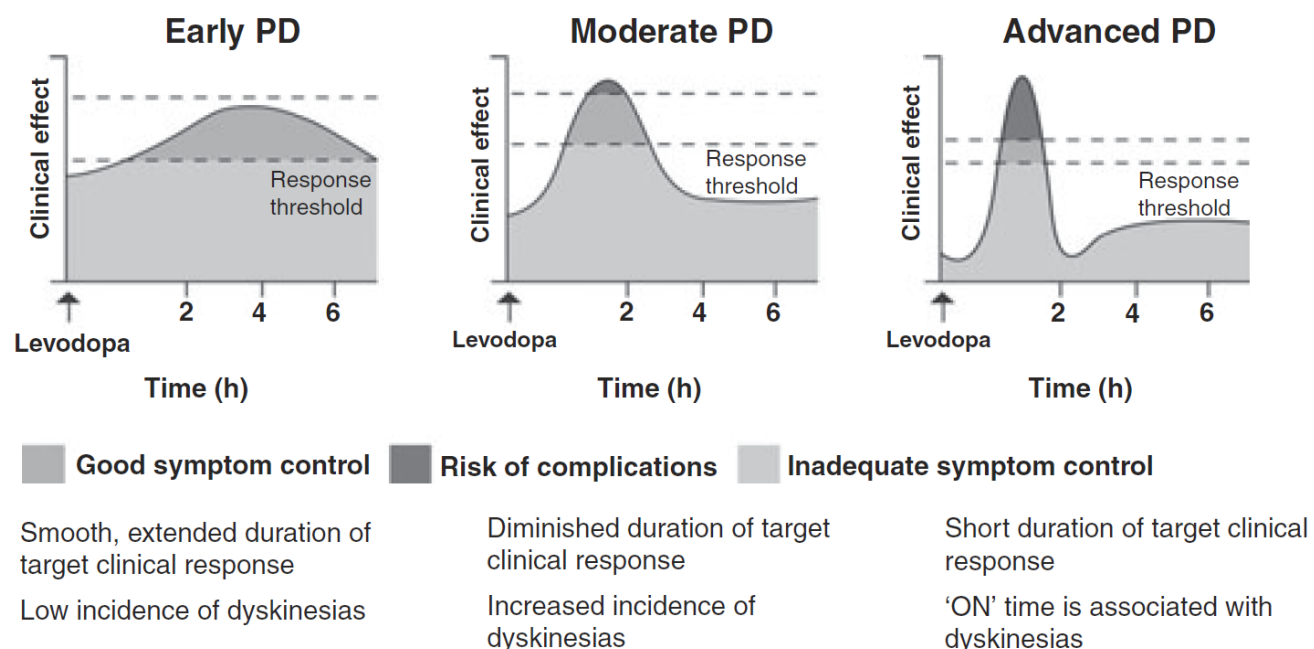 Early PD
Moderate PD
Advanced PD
Clinical effect
Response
threshold
2
4
6
Levodopa
Time (h)
Clinical effect
Response
threshold
2
4
6
Levodopa
Time (h)
Clinical effect
Response
threshold
2
4
6
Levodopa
Time (h)
Good symptom control
Risk of complications
Inadequate symptom control
Smooth, extended duration of
target clinical response
Low incidence of dyskinesias
Diminished duration of target
clinical response
Increased incidence of
dyskinesias
Short duration of target clinical
response
‘ON’ time is associated with
dyskinesias